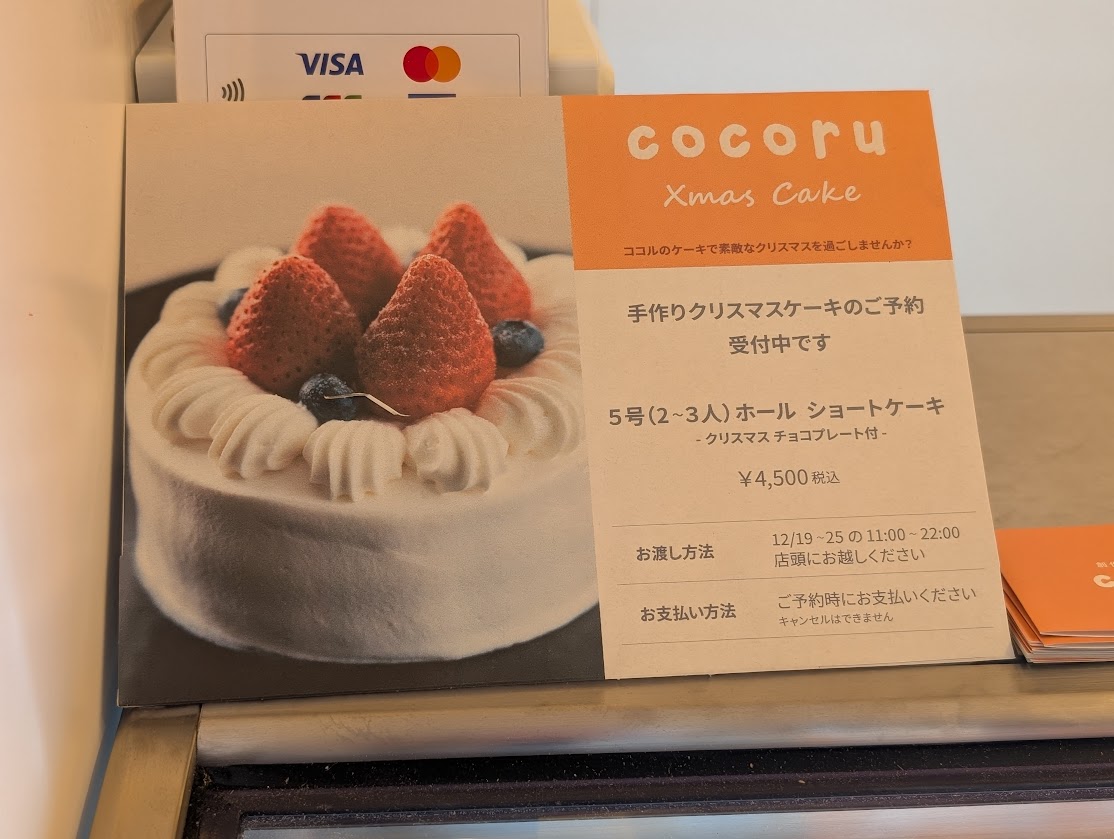 VISA
cocoru
Xmas Cake
ココルのケーキで素敵なクリスマスを過ごしませんか？
手作りクリスマスケーキのご予約
受付中です
5号（2~3人）ホール ショートケーキ
- クリスマス チョコプレート付 -
￥4,500 税込
お渡し方法
12/19 ~25 の 11:00 ~ 22:00
店頭にお越しください
お支払い方法
ご予約時にお支払いください
キャンセルはできません